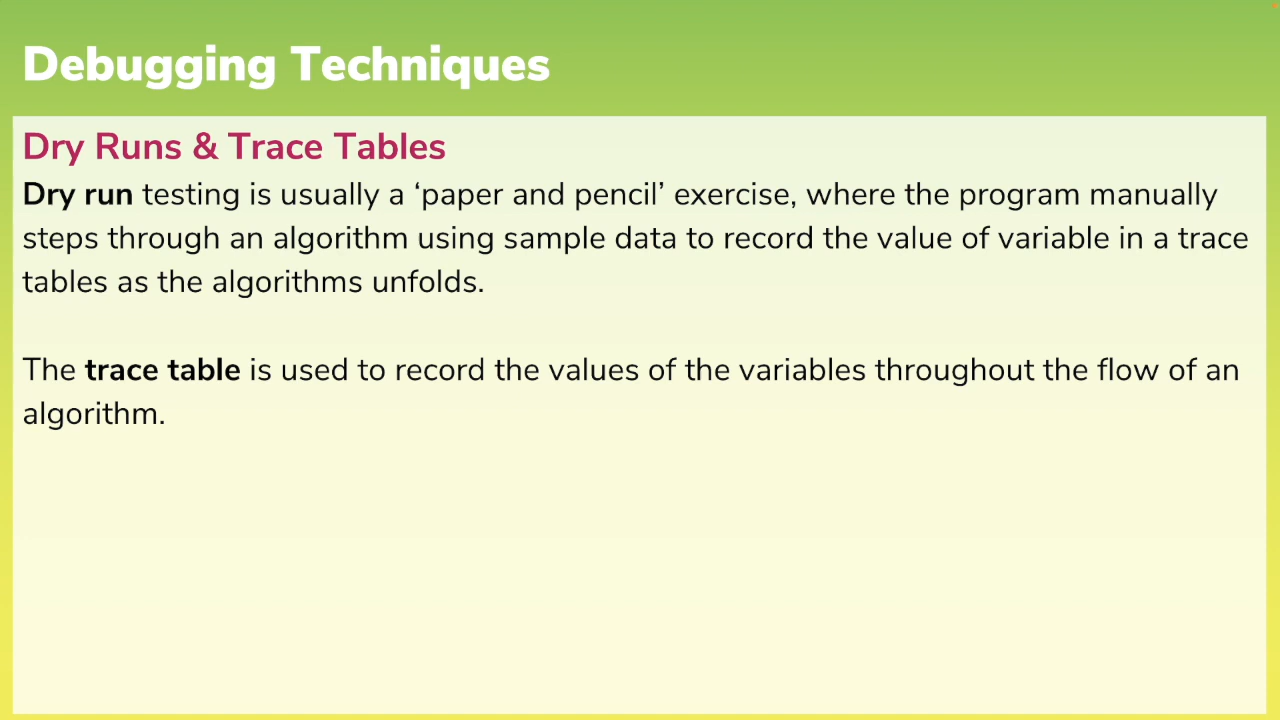 Debugging Techniques
Dry Runs & Trace Tables
Dry run testing is usually a ‘paper and pencil’ exercise, where the program manually
steps through an algorithm using sample data to record the value of variable in a trace
tables as the algorithms unfolds.
The trace table is used to record the values of the variables throughout the flow of an
algorithm.